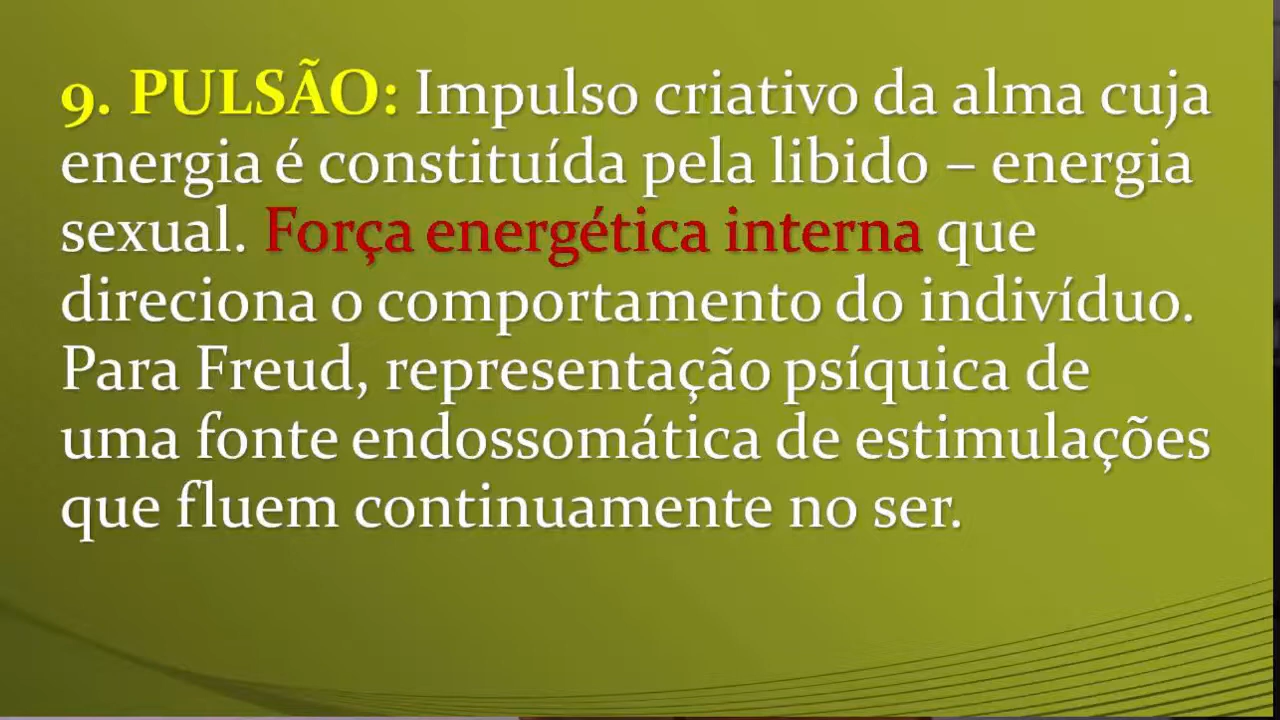 9. PULSÃO: Impulso criativo da alma cuja
energia é constituída pela libido – energia
sexual. Força energética interna que
direciona o comportamento do indivíduo.
Para Freud, representação psíquica de
uma fonte endossomática de estimulações
que fluem continuamente no ser.